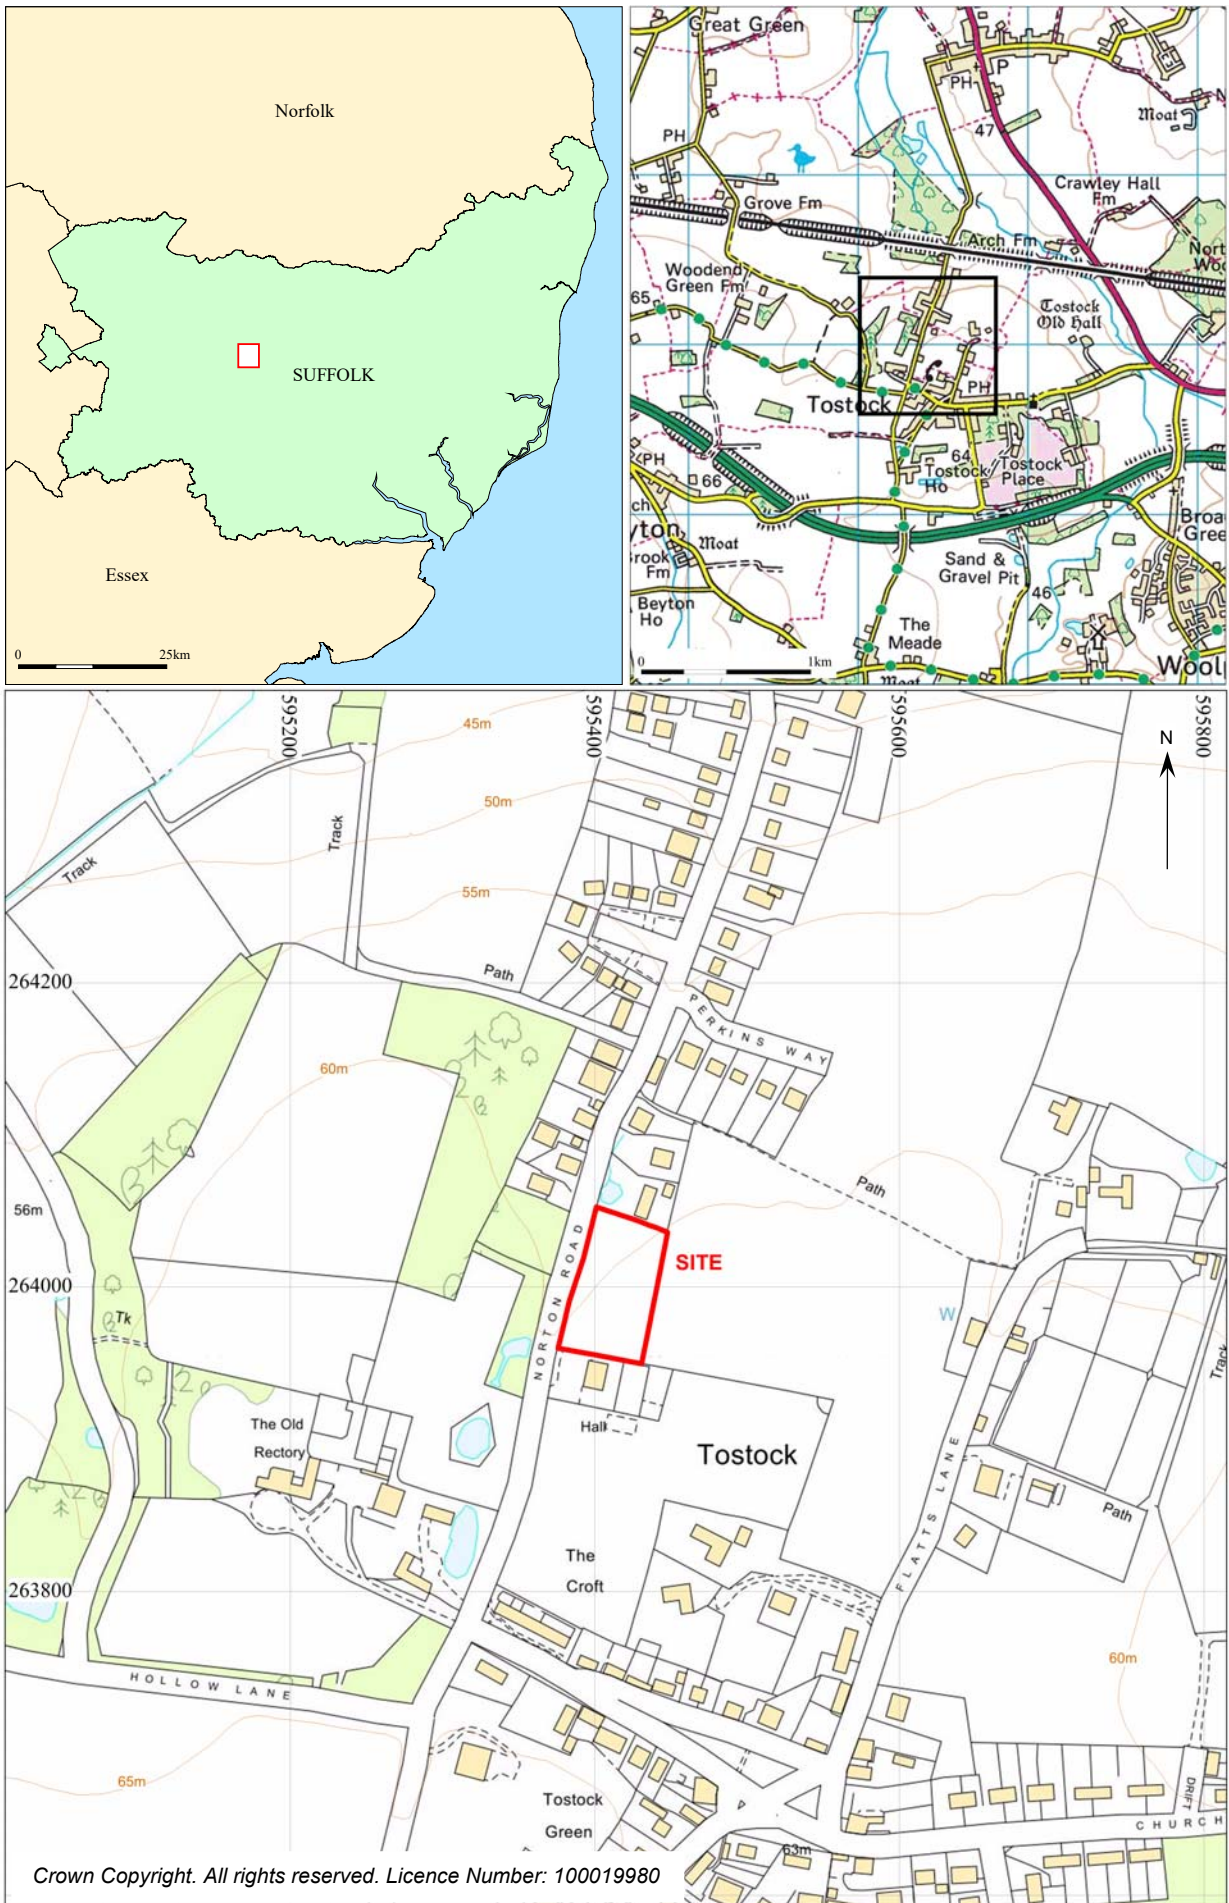 Norfolk
SUFFOLK
Essex
0
25km
Great Green
PH
P
47
Moat
PH
Crawley Hall
Fm
Grove Fm
Arch Fm
Nort
Woo
Woodend
Green Fm
65
Tostock
Old Hall
PH
Tostock
64
Tostock
Ho
Tostock
Place
PH
66
ch
yton
Moat
Brook
Fm
Beyton
Ho
Sand &
Gravel Pit
46
Broa
Gree
The
Meade
Wool
Moat
0
1km
595200
595400
595600
595800
N
45m
50m
55m
Track
Track
Path
264200
PERKINS WAY
60m
Path
56m
NORTON ROAD
SITE
264000
W
Tk
Track
Hall
The Old
Rectory
Tostock
FLATTS LANE
Path
The
Croft
263800
60m
HOLLOW LANE
65m
Tostock
Green
DRIFT
CHURCH
63m
Crown Copyright. All rights reserved. Licence Number: 100019980